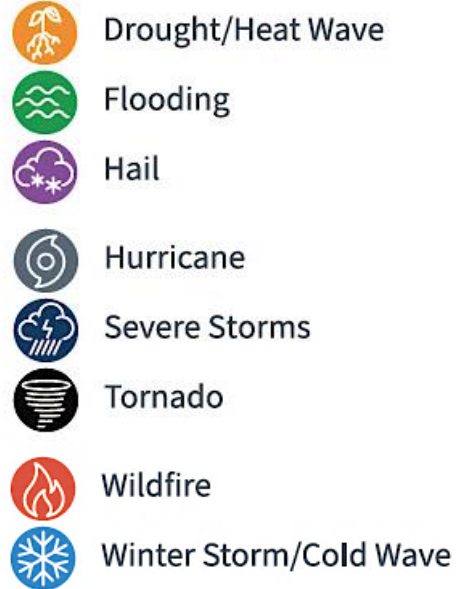 Drought/Heat Wave
Flooding
Hail
Hurricane
Severe Storms
Tornado
Wildfire
Winter Storm/Cold Wave